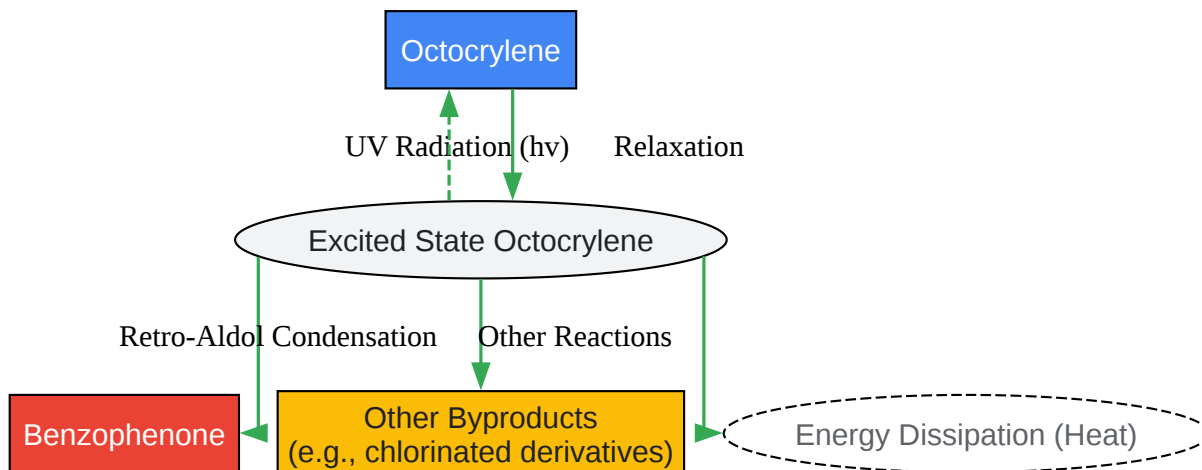 Octocrylene
UV Radiation (hv)
Relaxation
Excited State Octocrylene
Retro-Aldol Condensation
Other Reactions
Benzophenone
Other Byproducts
(e.g., chlorinated derivatives)
Energy Dissipation (Heat)